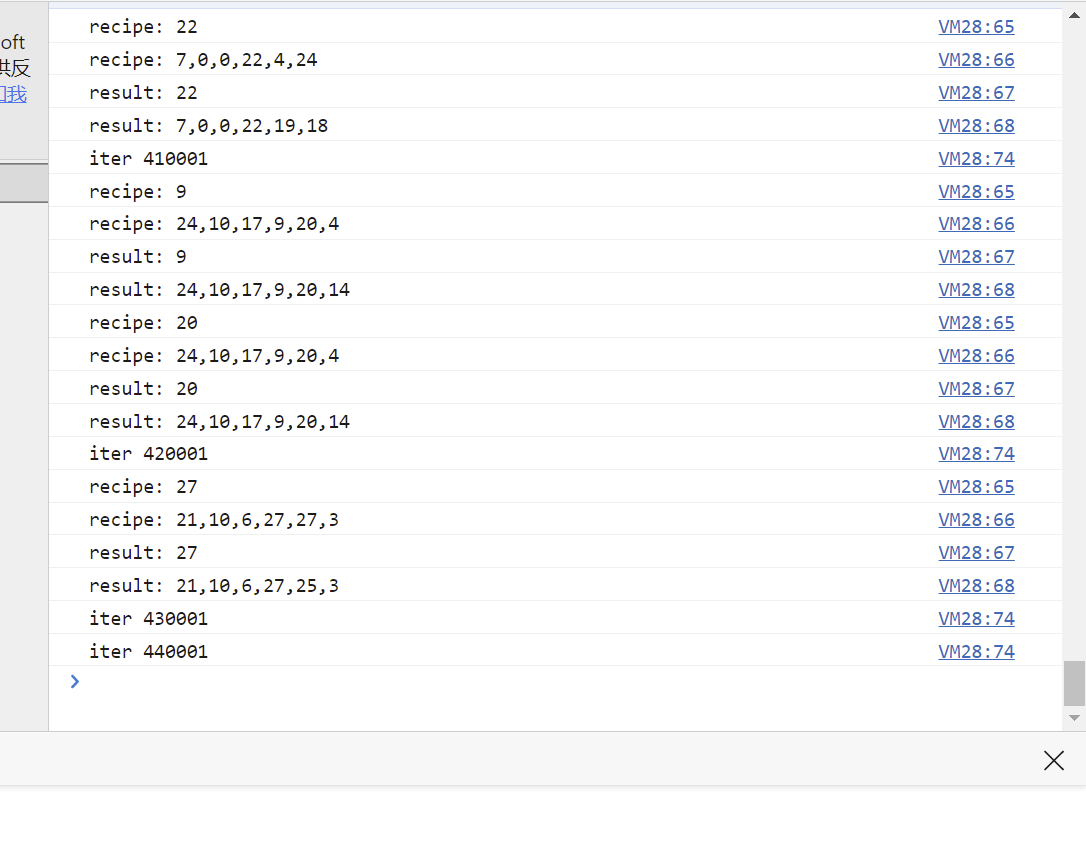 oft
供反
们我
recipe: 22 VM28:65
recipe: 7,0,0,22,4,24 VM28:66
result: 22 VM28:67
result: 7,0,0,22,19,18 VM28:68
iter 410001 VM28:74
recipe: 9 VM28:65
recipe: 24,10,17,9,20,4 VM28:66
result: 9 VM28:67
result: 24,10,17,9,20,14 VM28:68
recipe: 20 VM28:65
recipe: 24,10,17,9,20,4 VM28:66
result: 20 VM28:67
result: 24,10,17,9,20,14 VM28:68
iter 420001 VM28:74
recipe: 27 VM28:65
recipe: 21,10,6,27,27,3 VM28:66
result: 27 VM28:67
result: 21,10,6,27,25,3 VM28:68
iter 430001 VM28:74
iter 440001 VM28:74